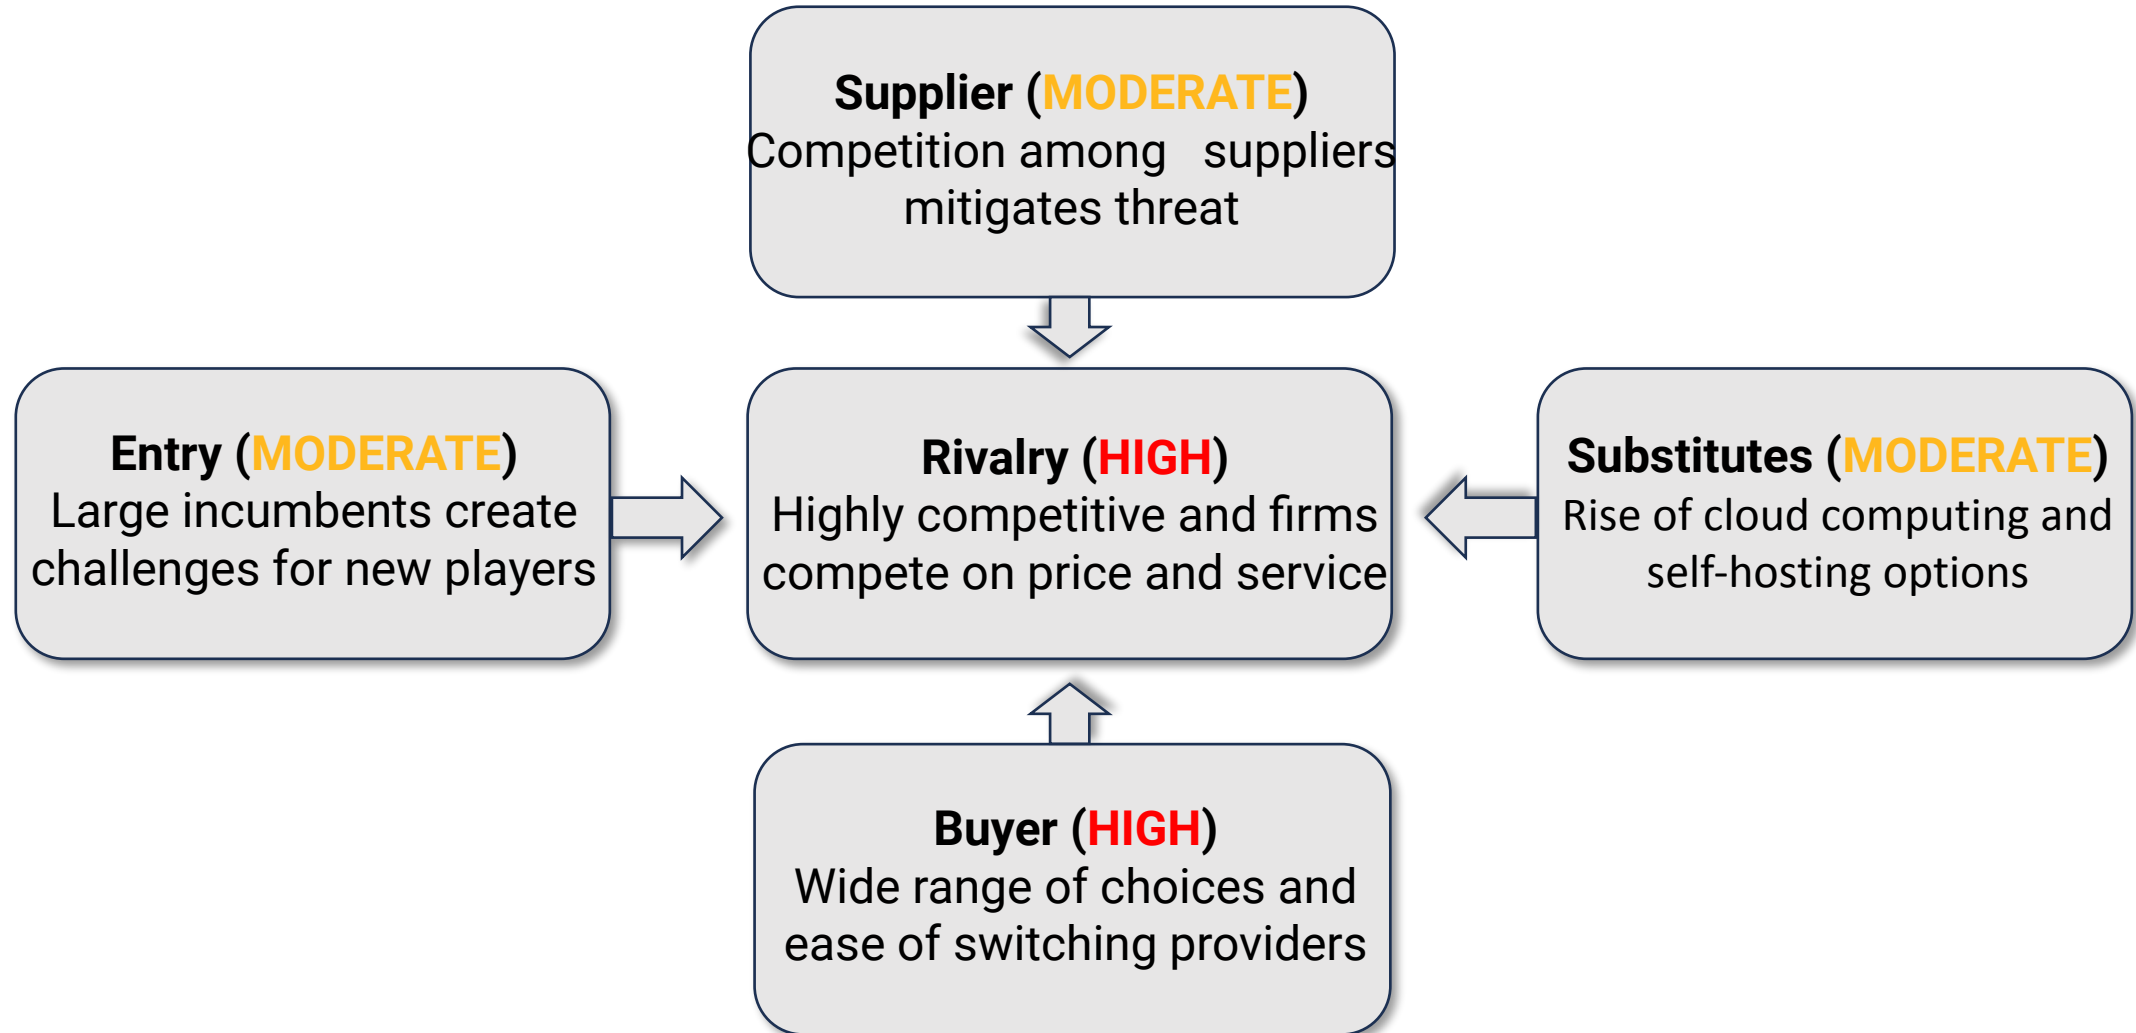 Supplier (MODERATE)
Competition among suppliers
mitigates threat
Entry (MODERATE)
Large incumbents create
challenges for new players
Rivalry (HIGH)
Highly competitive and firms
compete on price and service
Substitutes (MODERATE)
Rise of cloud computing and
self-hosting options
Buyer (HIGH)
Wide range of choices and
ease of switching providers